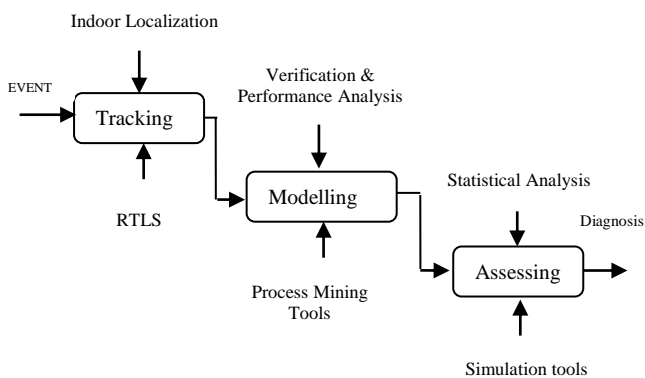 Indoor Localization
EVENT
Tracking
RTLS
Verification &
Performance Analysis
Modelling
Process Mining
Tools
Statistical Analysis
Diagnosis
Assessing
Simulation tools